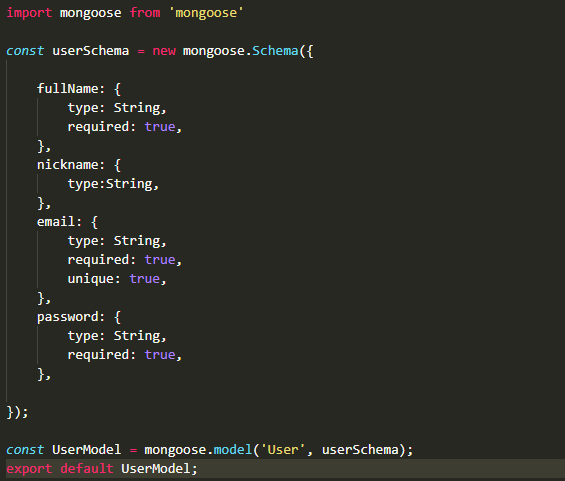 import mongoose from 'mongoose'
const userSchema = new mongoose.Schema({
fullName: {
type: String,
required: true,
},
nickname: {
type:String,
},
email: {
type: String,
required: true,
unique: true,
},
password: {
type: String,
required: true,
},
});
const UserModel = mongoose.model('User', userSchema);
export default UserModel;